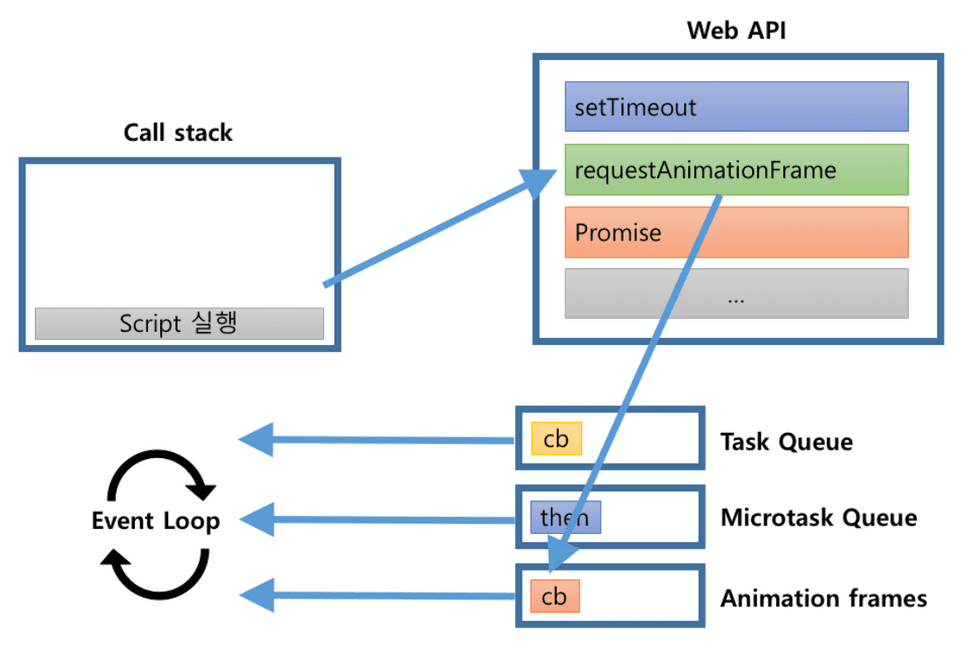 Web API
setTimeout
requestAnimationFrame
Promise
...
Call stack
Script 실행
cb
Task Queue
then
Microtask Queue
cb
Animation frames
Event Loop